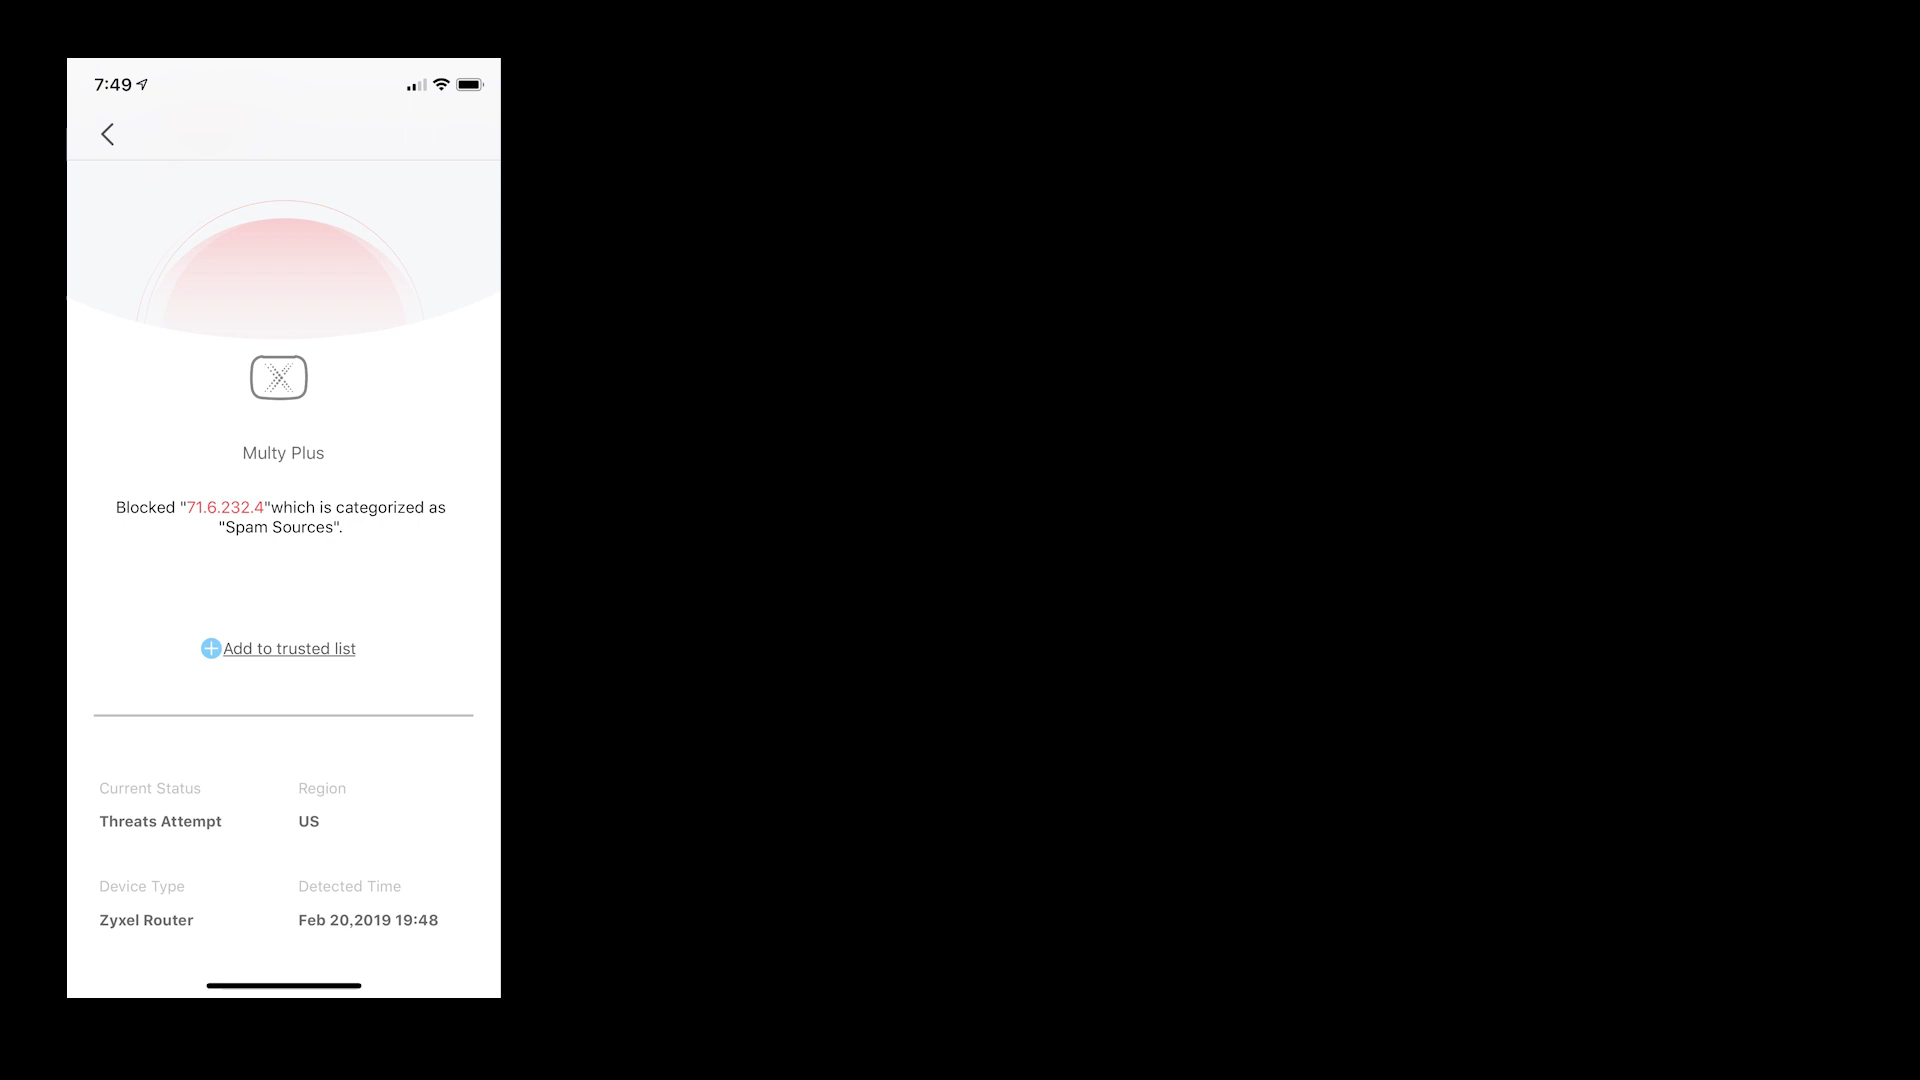 7:49
Multy Plus
Blocked "71.6.232.4"which is categorized as
"Spam Sources".
Add to trusted list
Current Status
Region
Threats Attempt
US
Device Type
Detected Time
Zyxel Router
Feb 20,2019 19:48